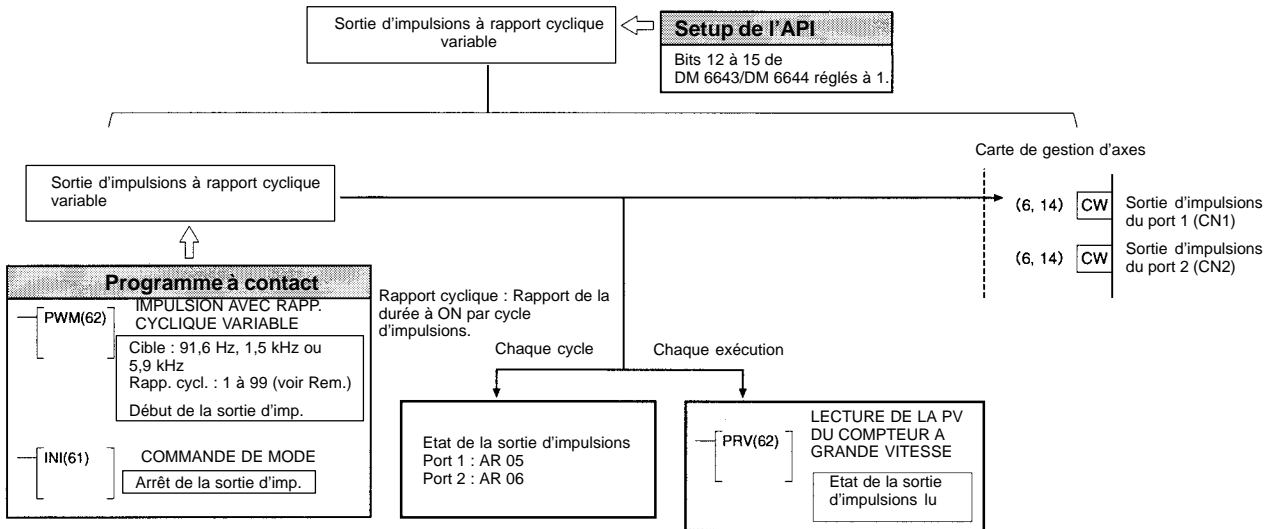 Sortie d'impulsions à rapport cyclique
variable
Setup de l'API
Bits 12 à 15 de
DM 6643/DM 6644 réglés à 1.
Carte de gestion d'axes
Sortie d'impulsions à rapport cyclique
variable
(6, 14) CW Sortie d'impulsions
du port 1 (CN1)
(6, 14) CW Sortie d'impulsions
du port 2 (CN2)
Programme à contact
PWM(62) IMPULSION AVEC RAPP.
CYCLIQUE VARIABLE
Cible : 91,6 Hz, 1,5 kHz ou
5,9 kHz
Rapp. cycl. : 1 à 99 (voir Rem.)
Début de la sortie d'imp.
INI(61) COMMANDE DE MODE
Arrêt de la sortie d'imp.
Rapport cyclique : Rapport de la
durée à ON par cycle
d'impulsions.
Chaque cycle
Chaque exécution
Etat de la sortie d'impulsions
Port 1 : AR 05
Port 2 : AR 06
PRV(62) LECTURE DE LA PV
DU COMPTEUR A
GRANDE VITESSE
Etat de la sortie
d'impulsions lu